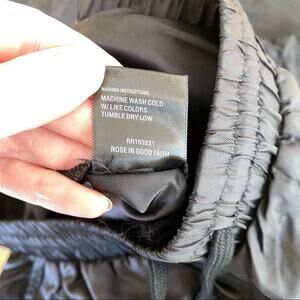 WASHING INSTRUCTIONS
MACHINE WASH COLD
W/ LIKE COLORS
TUMBLE DRY LOW
RN163931
ROSE IN GOOD FAITH